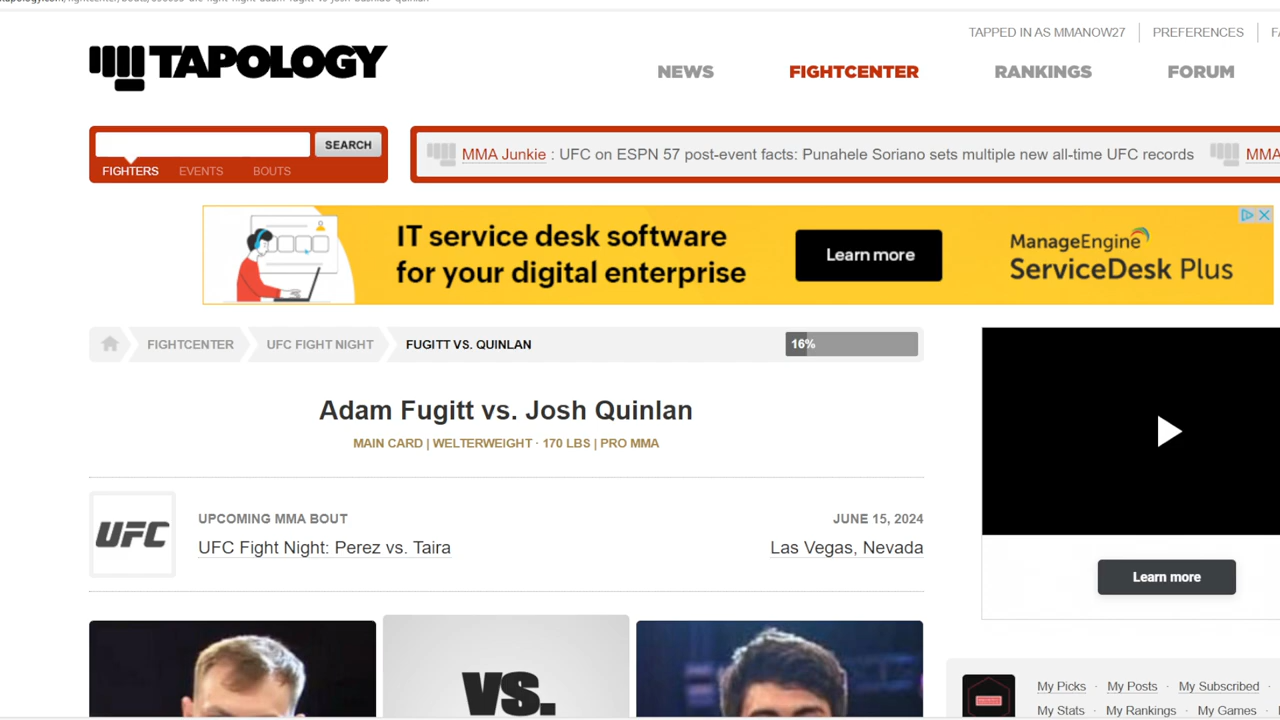 TAPPED IN AS MMANOW27 PREFERENCES
TAPOLOGY
NEWS FIGHTCENTER RANKINGS FORUM
SEARCH
FIGHTERS EVENTS BOUTS
MMA Junkie : UFC on ESPN 57 post-event facts: Punahele Soriano sets multiple new all-time UFC records MMA
IT service desk software
for your digital enterprise
Learn more
ManageEngine
ServiceDesk Plus
FIGHTCENTER UFC FIGHT NIGHT FUGITT VS. QUINLAN 16%
Adam Fugitt vs. Josh Quinlan
MAIN CARD | WELTERWEIGHT · 170 LBS | PRO MMA
UFC
UPCOMING MMA BOUT JUNE 15, 2024
UFC Fight Night: Perez vs. Taira Las Vegas, Nevada
Learn more
VS.
My Picks · My Posts · My Subscribed ·
My Stats · My Rankings · My Games ·